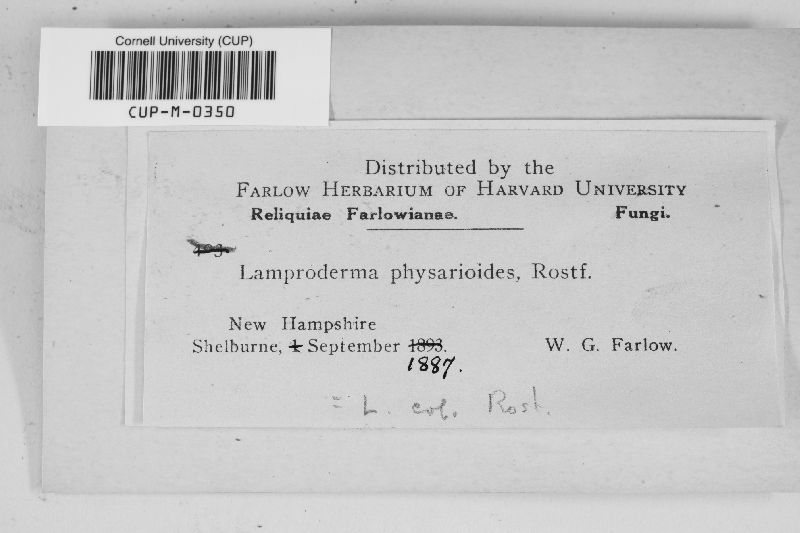 Cornell University (CUP)
CUP-M-0350
Distributed by the
FARLOW HERBARIUM OF HARVARD UNIVERSITY
Reliquiae Farlowianae. Fungi.
Lamproderma physarioides, Rostf.
New Hampshire
Shelburne, 1 September 1893. W. G. Farlow.
1887.
= L. col. Rost.